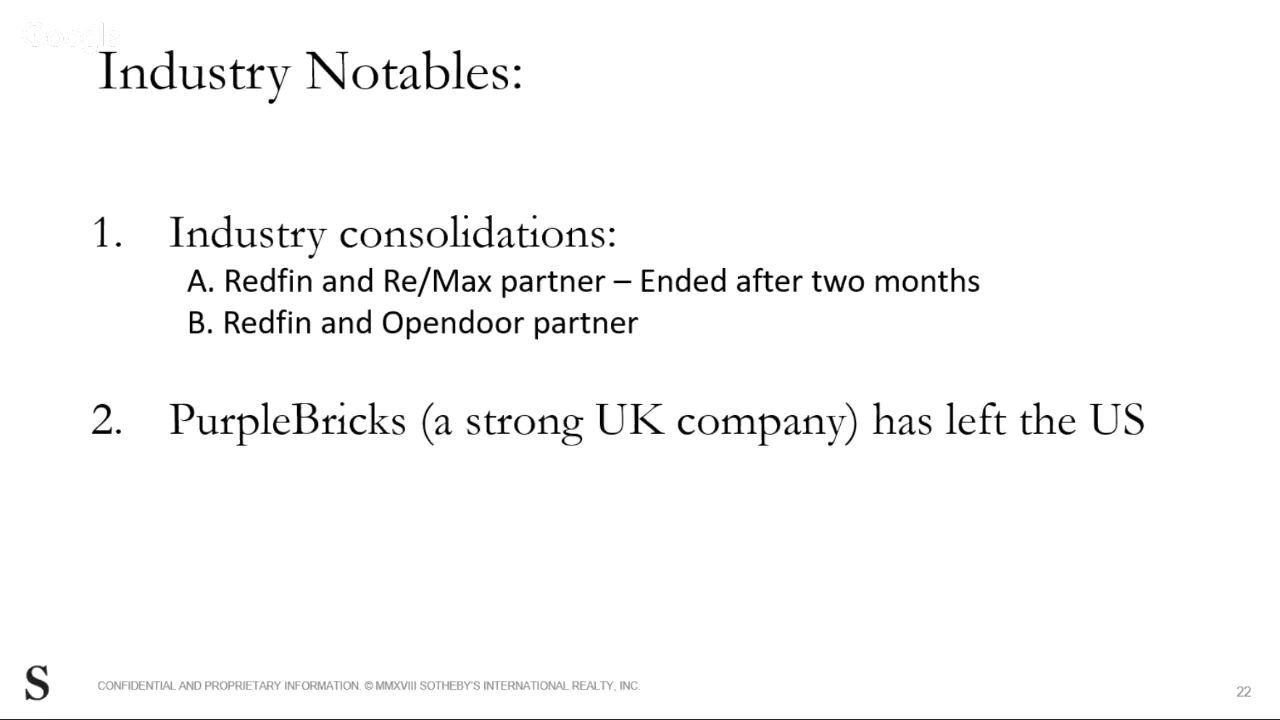 Google
Industry Notables:
1. Industry consolidations:
A. Redfin and Re/Max partner – Ended after two months
B. Redfin and Opendoor partner
2. PurpleBricks (a strong UK company) has left the US
S
CONFIDENTIAL AND PROPRIETARY INFORMATION. © MMXVIII SOTHEBY'S INTERNATIONAL REALTY, INC.
22